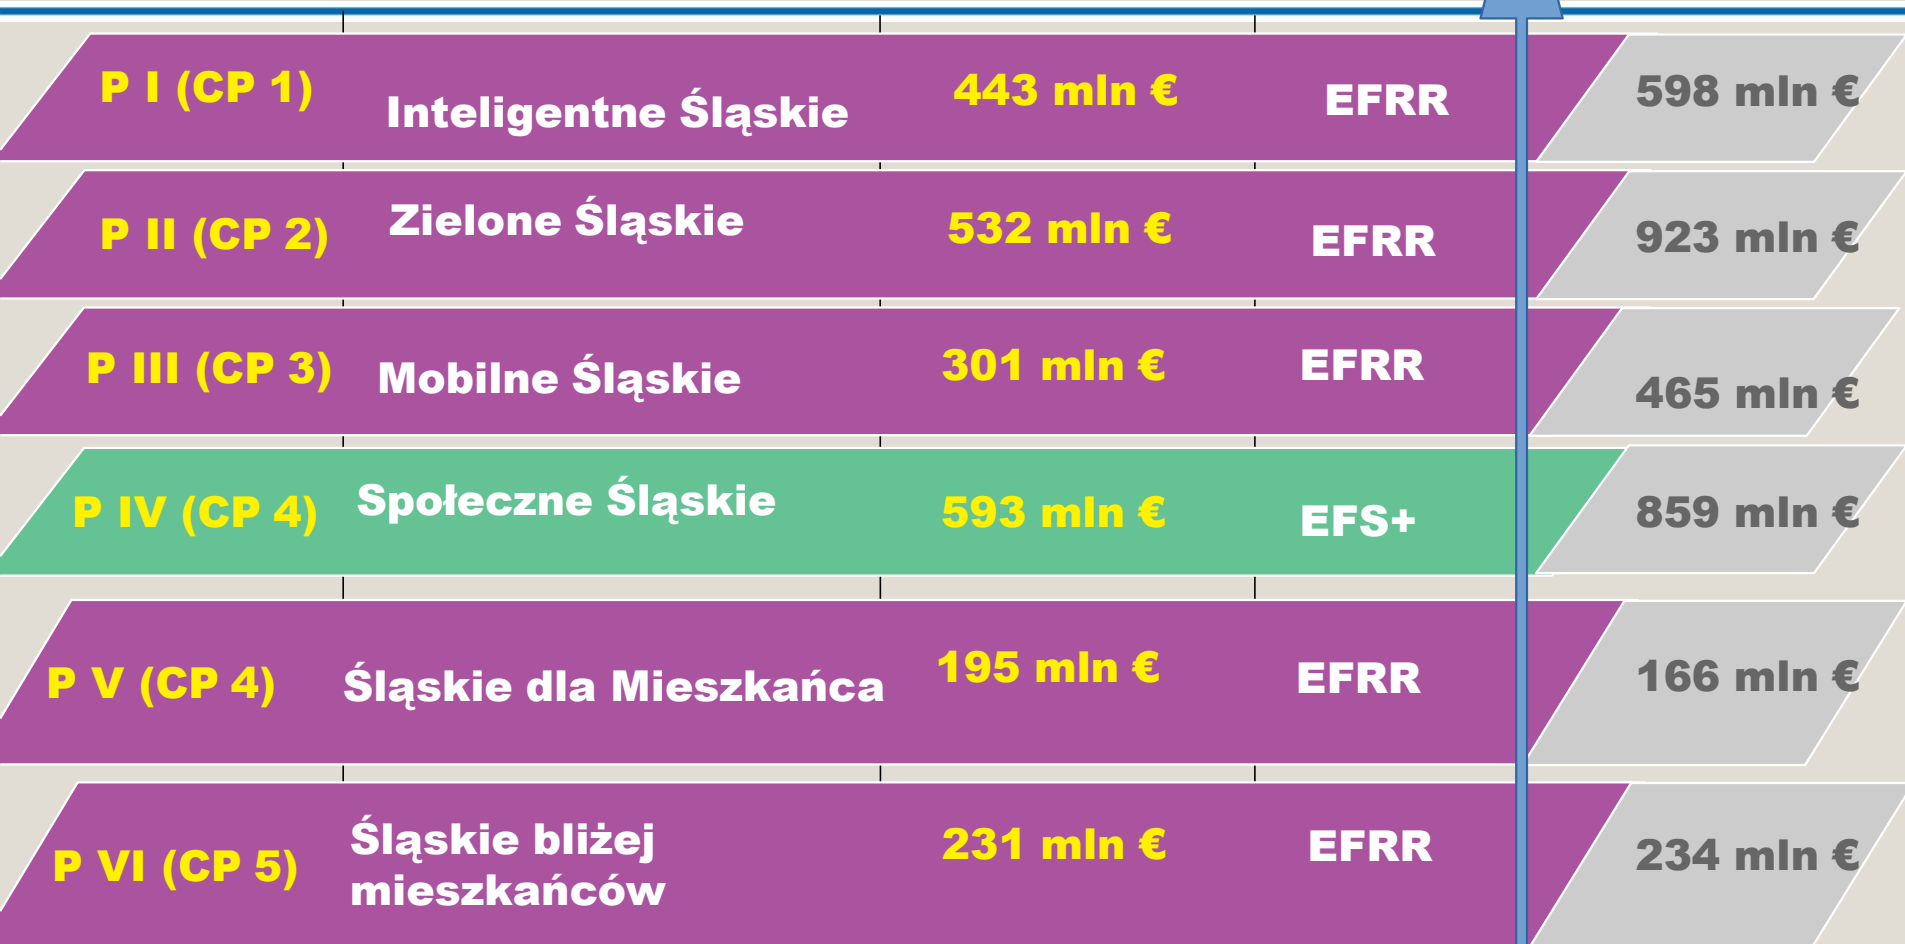 P I (CP 1)
Inteligentne Śląskie
443 mln €
EFRR
598 mln €
P II (CP 2)
Zielone Śląskie
532 mln €
EFRR
923 mln €
P III (CP 3)
Mobilne Śląskie
301 mln €
EFRR
465 mln €
P IV (CP 4)
Społeczne Śląskie
593 mln €
EFS+
859 mln €
P V (CP 4)
Śląskie dla Mieszkańca
195 mln €
EFRR
166 mln €
P VI (CP 5)
Śląskie bliżej
mieszkańców
231 mln €
EFRR
234 mln €